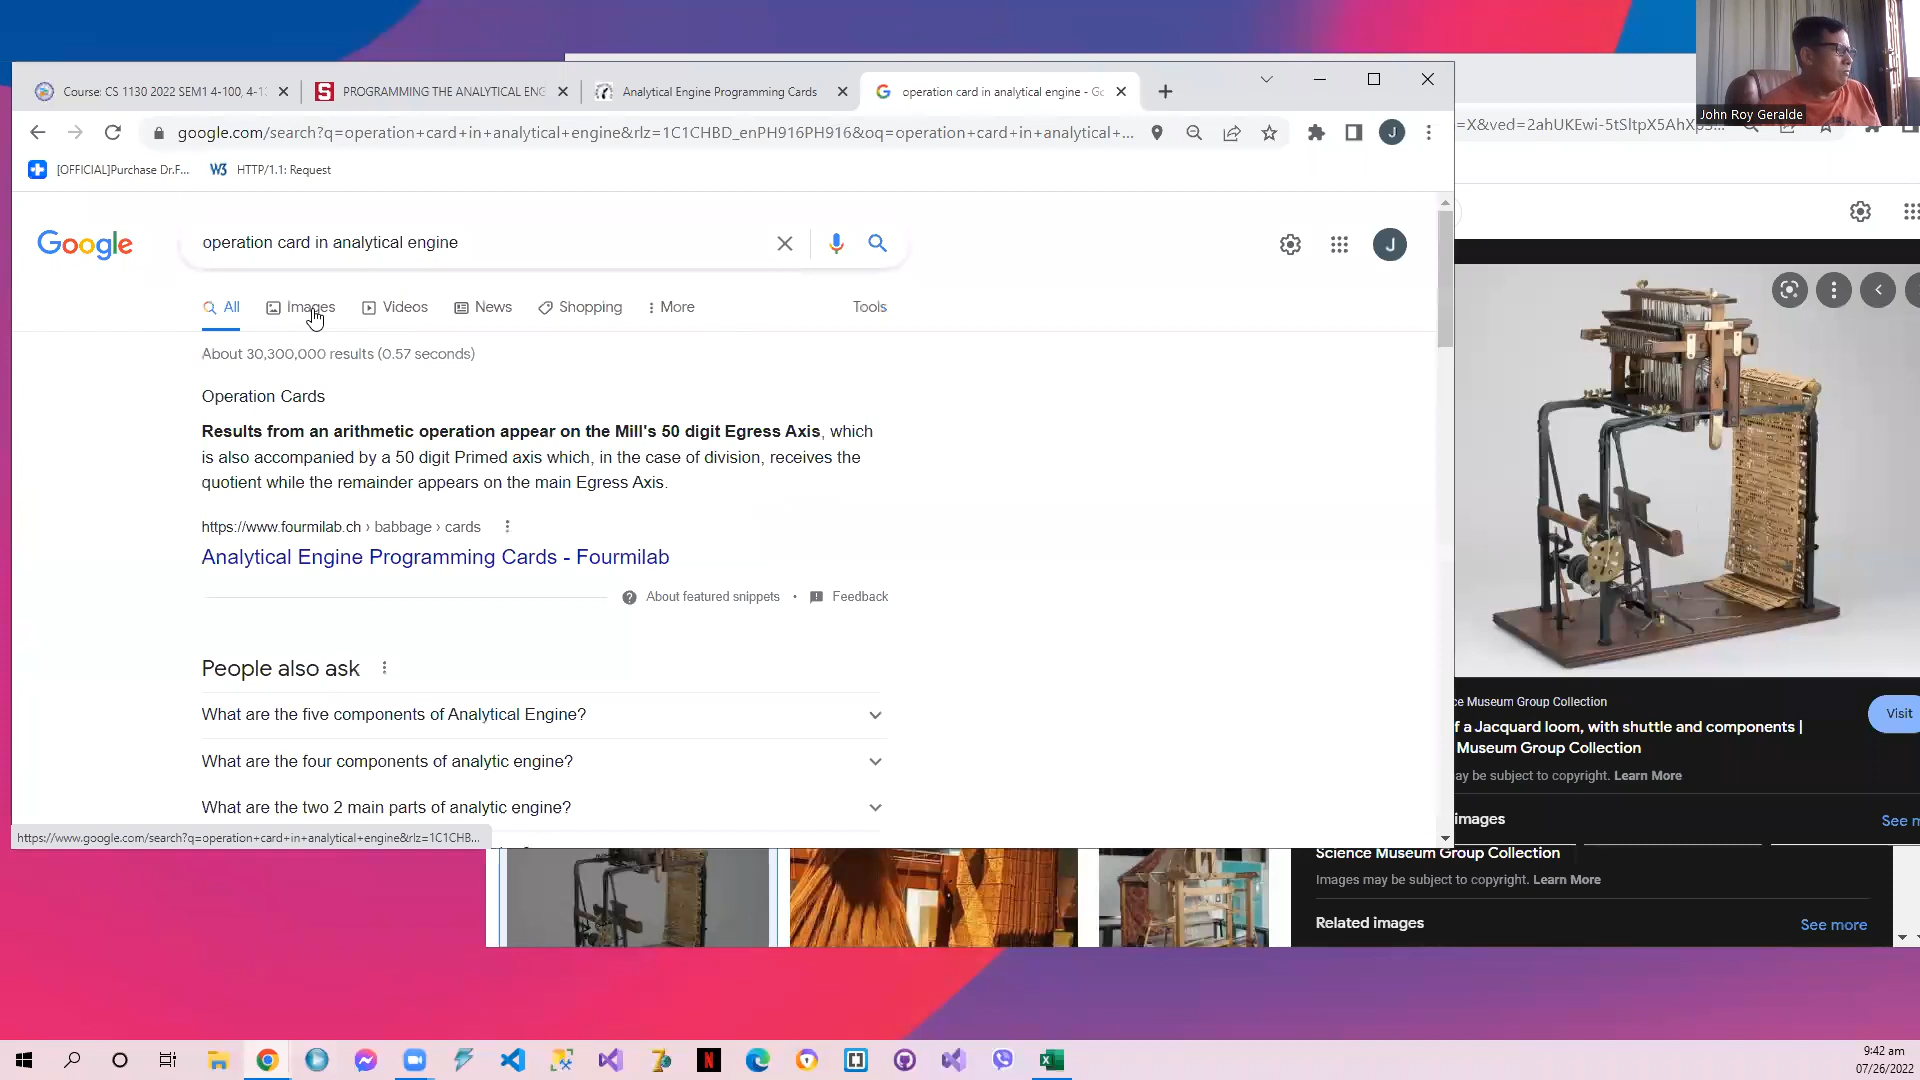 Course: CS 1130 2022 SEM1 4-100, 4-1
PROGRAMMING THE ANALYTICAL ENG
Analytical Engine Programming Cards
operation card in analytical engine - Go
google.com/search?q=operation+card+in+analytical+engine&rlz=1C1CHBD_enPH916PH916&oq=operation+card+in+analytical+...
J
[OFFICIAL]Purchase Dr.F...
W3 HTTP/1.1: Request
Google
operation card in analytical engine
J
All
Images
Videos
News
Shopping
More
Tools
About 30,300,000 results (0.57 seconds)
Operation Cards
Results from an arithmetic operation appear on the Mill's 50 digit Egress Axis, which
is also accompanied by a 50 digit Primed axis which, in the case of division, receives the
quotient while the remainder appears on the main Egress Axis.
https://www.fourmilab.ch › babbage › cards
Analytical Engine Programming Cards - Fourmilab
About featured snippets • Feedback
People also ask
What are the five components of Analytical Engine?
What are the four components of analytic engine?
What are the two 2 main parts of analytic engine?
https://www.google.com/search?q=operation+card+in+analytical+engine&rlz=1C1CHB...
John Roy Geralde
=X&ved=2ahUKEwi-5tSltpX5AhXp3...
ce Museum Group Collection
Visit
f a Jacquard loom, with shuttle and components |
Museum Group Collection
ay be subject to copyright. Learn More
images
See m
Science Museum Group Collection
Images may be subject to copyright. Learn More
Related images
See more
9:42 am
07/26/2022